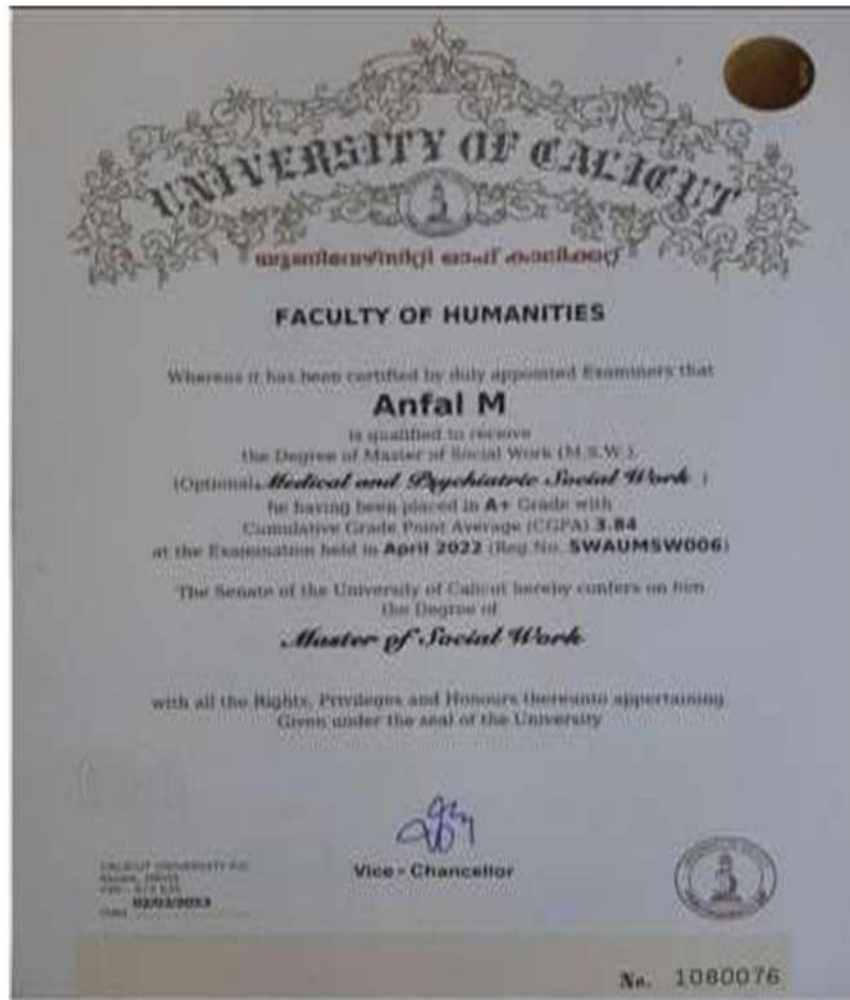 UNIVERSITY OF CALICUT
FACULTY OF HUMANITIES
Whereas it has been certified by duly appointed Examiners that
Anfal M
is qualified to receive
the Degree of Master of Social Work (M.S.W.)
(Optional Medical and Psychiatric Social Work )
he having been placed in A+ Grade with
Cumulative Grade Point Average (CGPA) 3.84
at the Examination held in April 2022 (Reg No. SWAUMSW006)
The Senate of the University of Calicut hereby confers on him
the Degree of
Master of Social Work
with all the Rights, Privileges and Honours thereunto appertaining
Given under the seal of the University
Vice - Chancellor
CALICUT UNIVERSITY P.O.
No. 1080076